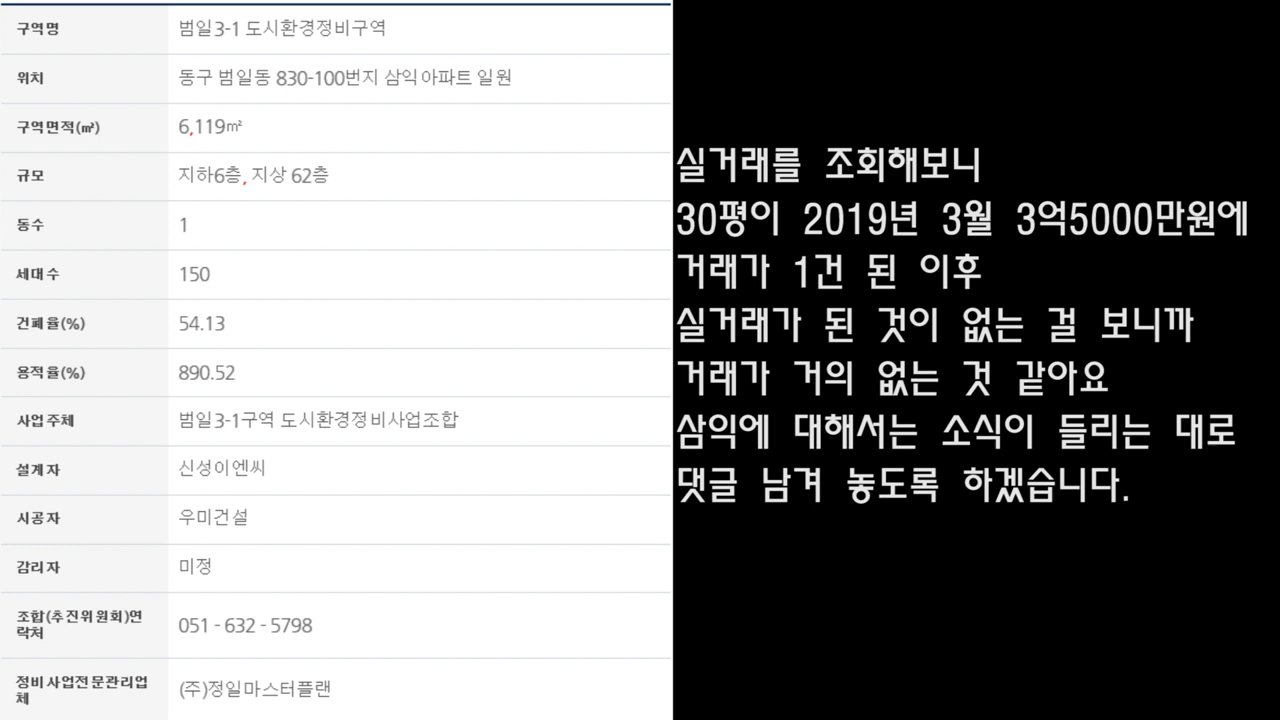 구역명 범일3-1 도시환경정비구역
위치 동구 범일동 830-100번지 삼익아파트 일원
구역면적(㎡) 6,119㎡
규모 지하6층, 지상 62층
동수 1
세대수 150
건폐율(%) 54.13
용적율(%) 890.52
사업주체 범일3-1구역 도시환경정비사업조합
설계자 신성이엔씨
시공자 우미건설
감리자 미정
조합(추진위원회)연
락처 051 - 632 - 5798
정비사업전문관리업
체 (주)정일마스터플랜
실거래를 조회해보니
30평이 2019년 3월 3억5000만원에
거래가 1건 된 이후
실거래가 된 것이 없는 걸 보니까
거래가 거의 없는 것 같아요
삼익에 대해서는 소식이 들리는 대로
댓글 남겨 놓도록 하겠습니다.